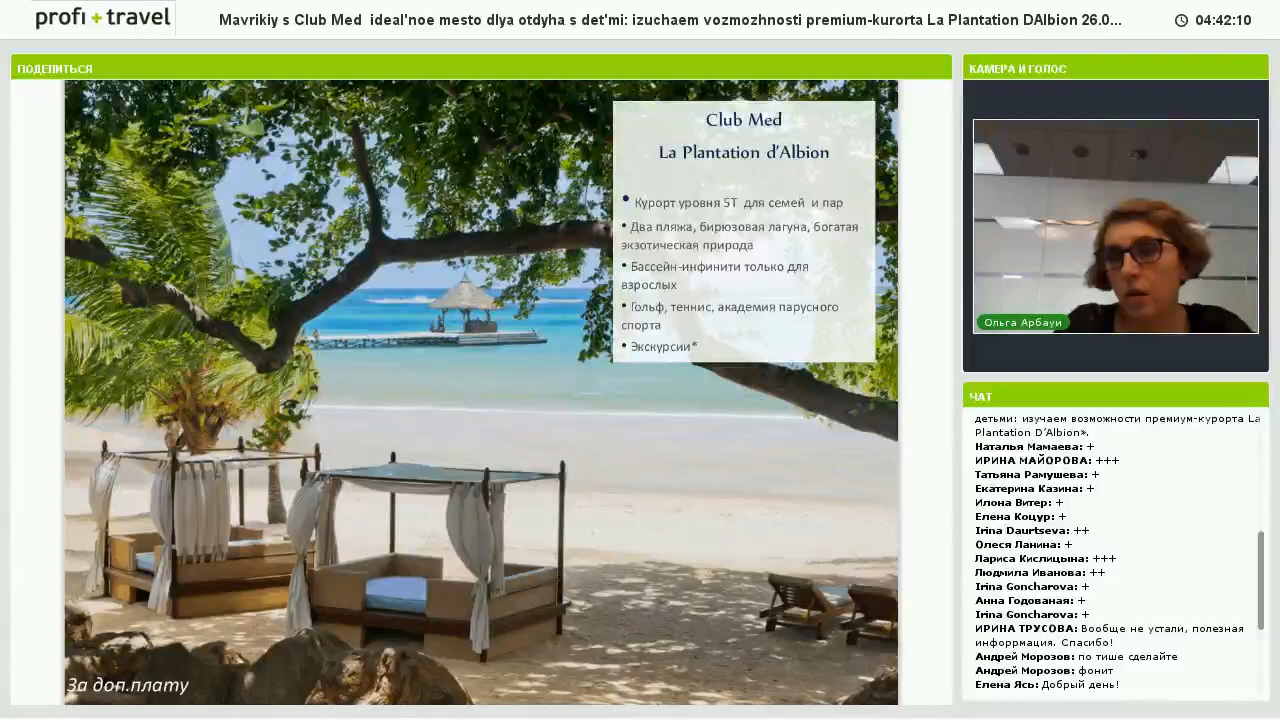 profi + travel
Mavrikiy s Club Med ideal'noe mesto dlya otdyha s det'mi: izuchaem vozmozhnosti premium-kurorta La Plantation DAlbion 26.0...
04:42:10
ПОДЕЛИТЬСЯ
Club Med
La Plantation d'Albion
• Курорт уровня 5Т для семей и пар
• Два пляжа, бирюзовая лагуна, богатая
экзотическая природа
• Бассейн-инфинити только для
взрослых
• Гольф, теннис, академия парусного
спорта
• Экскурсии*
За доп.плату
КАМЕРА И ГОЛОС
Ольга Арбауи
ЧАТ
детьми: изучаем возможности премиум-курорта La
Plantation D'Albion».
Наталья Мамаева: +
ИРИНА МАЙОРОВА: +++
Татьяна Рамушева: +
Екатерина Казина: +
Илона Витер: +
Елена Коцур: +
Irina Daurtseva: ++
Олеся Ланина: +
Лариса Кислицына: +++
Людмила Иванова: ++
Irina Goncharova: +
Анна Годованая: +
Irina Goncharova: +
ИРИНА ТРУСОВА: Вообще не устали, полезная
инфоррмация. Спасибо!
Андрей Морозов: по тише сделайте
Андрей Морозов: фонит
Елена Ясь: Добрый день!